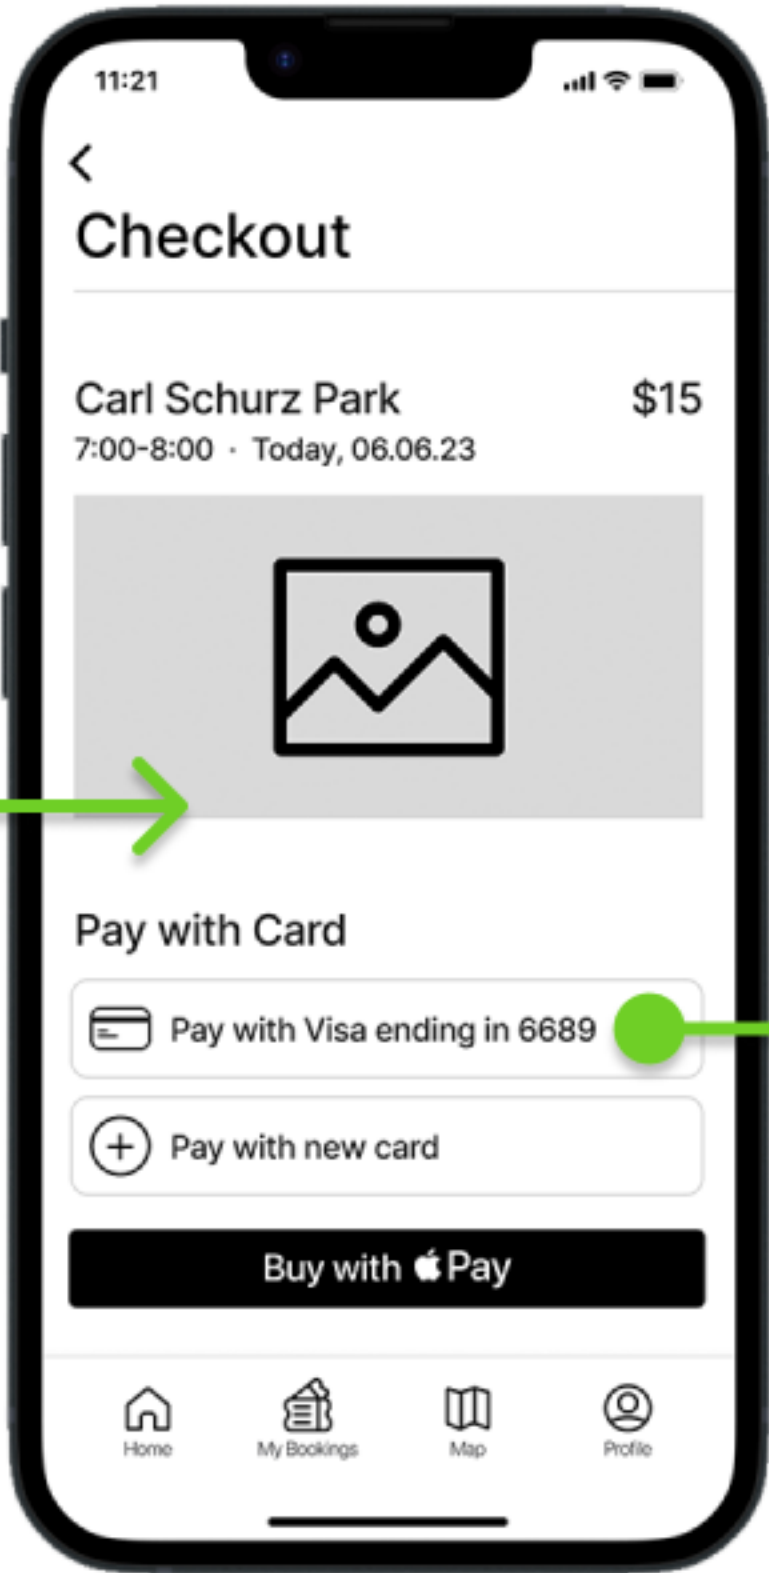 11:21
Checkout
Carl Schurz Park $15
7:00-8:00 · Today, 06.06.23
Pay with Card
Pay with Visa ending in 6689
Pay with new card
Buy with Pay
Home My Bookings Map Profile